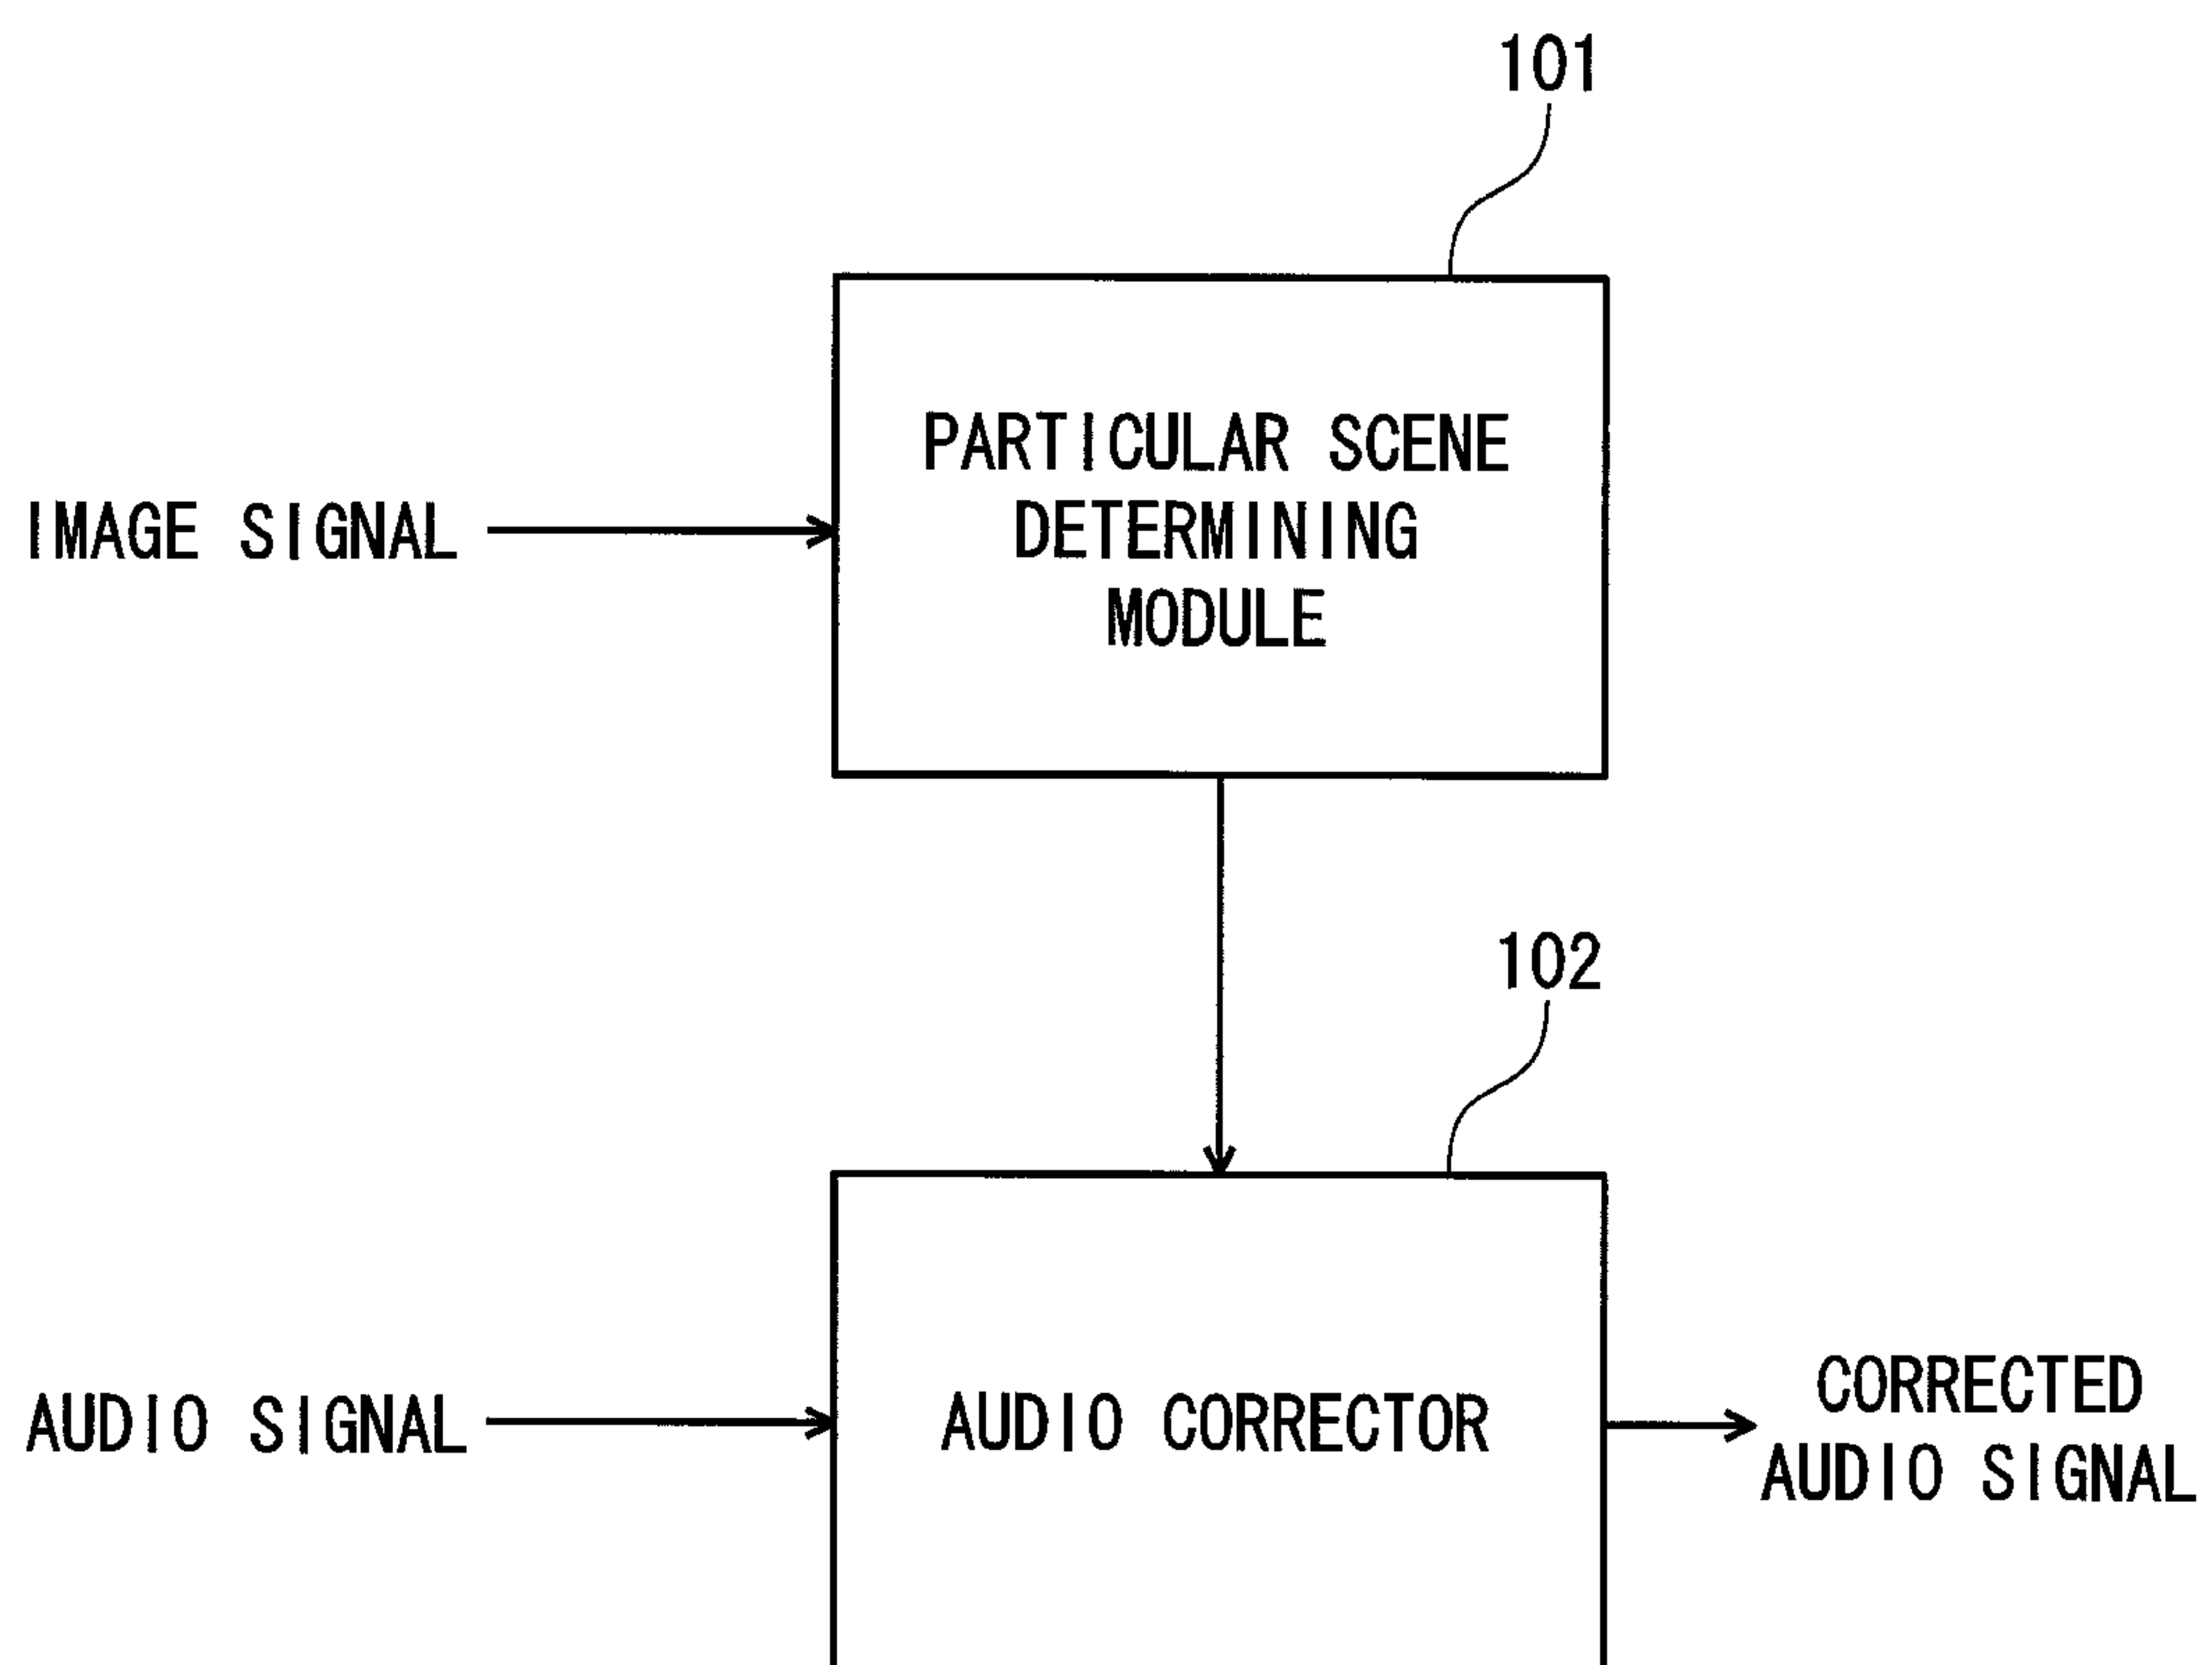 101
PARTICULAR SCENE
DETERMINING
MODULE
IMAGE SIGNAL
102
AUDIO SIGNAL
AUDIO CORRECTOR
CORRECTED
AUDIO SIGNAL